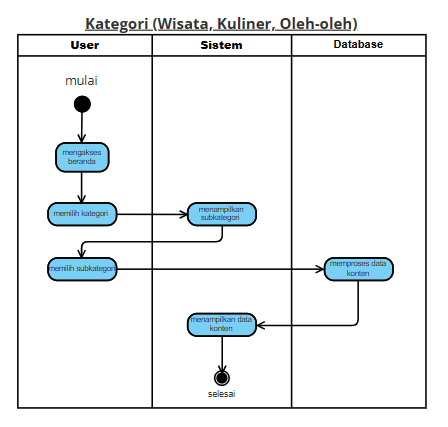 Kategori (Wisata, Kuliner, Oleh-oleh)
User
Sistem
Database
mulai
mengakses
beranda
memilih kategori
menampilkan
subkategori
memilih subkategori
memproses data
konten
menampilkan data
konten
selesai